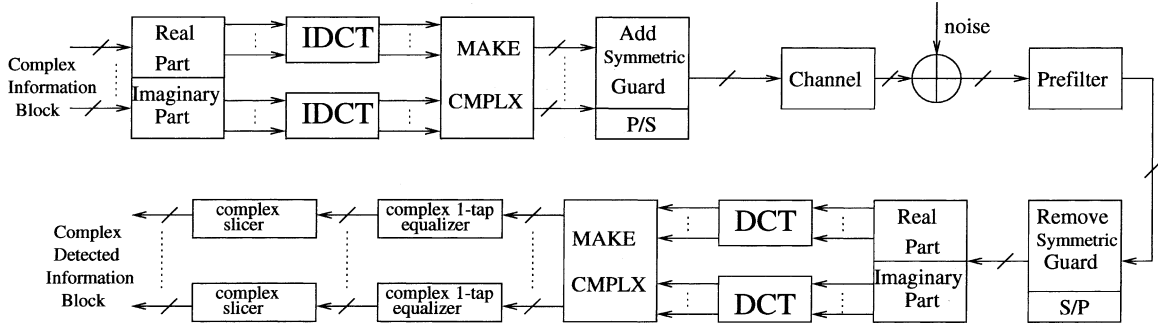 Complex
Information
Block
Real
Part
Imaginary
Part
IDCT
IDCT
MAKE
CMPLX
Add
Symmetric
Guard
P/S
Channel
noise
Prefilter
Remove
Symmetric
Guard
S/P
Real
Part
Imaginary
Part
DCT
DCT
MAKE
CMPLX
complex 1-tap
equalizer
complex 1-tap
equalizer
complex
slicer
complex
slicer
Complex
Detected
Information
Block